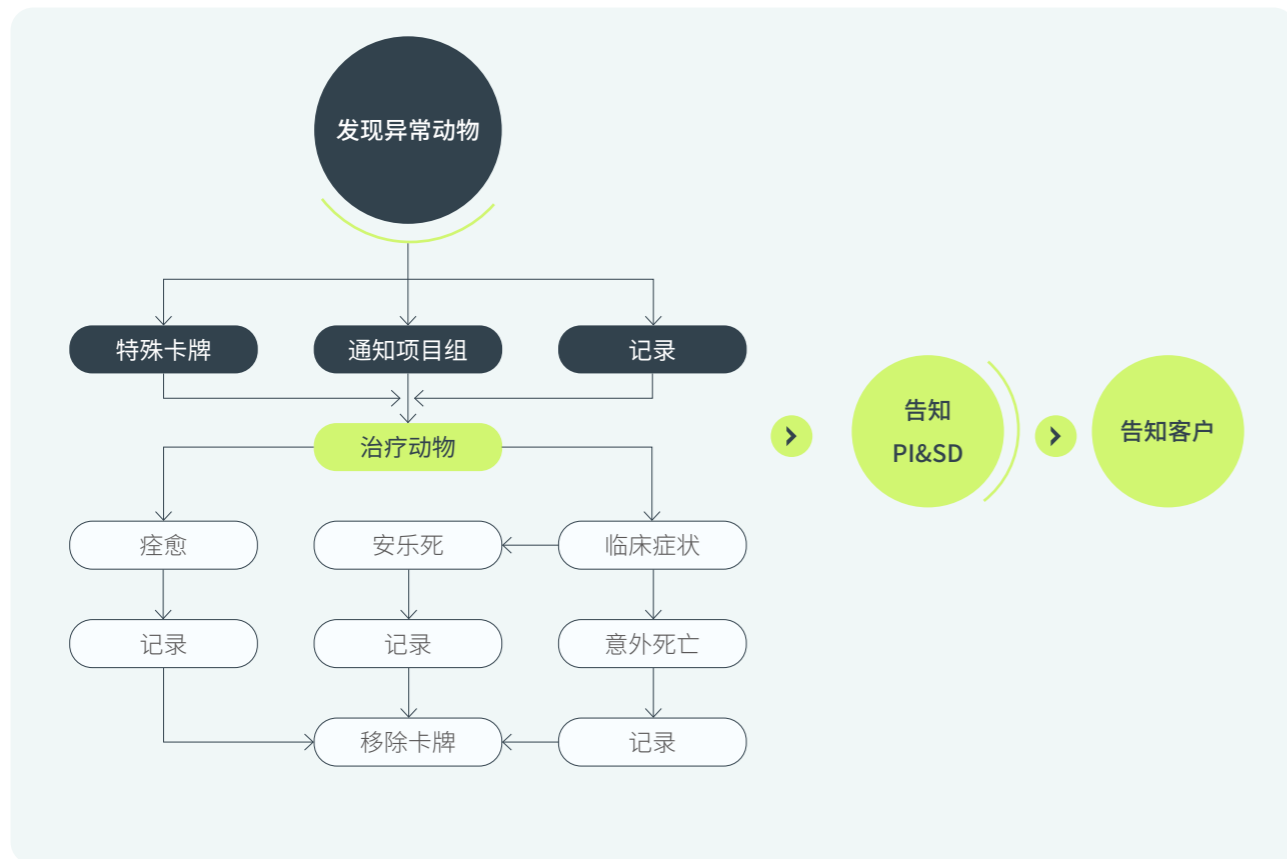 发现异常动物
特殊卡牌
通知项目组
记录
治疗动物
告知
PI&SD
告知客户
痊愈
安乐死
临床症状
记录
记录
意外死亡
移除卡牌
记录